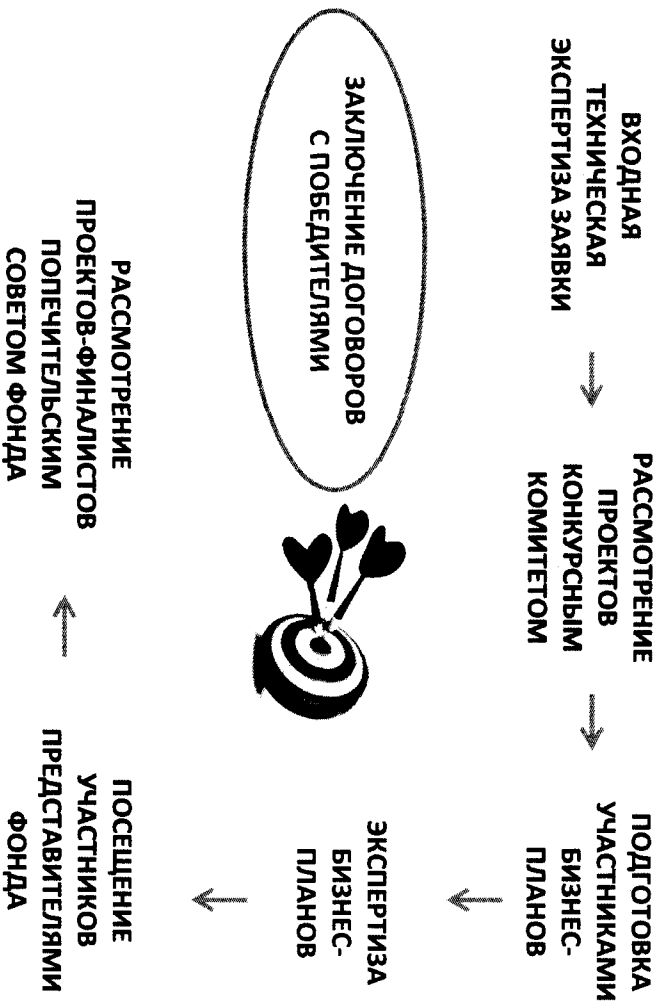 ВХОДНАЯ
ТЕХНИЧЕСКАЯ
ЭКСПЕРТИЗА ЗАЯВКИ
РАССМОТРЕНИЕ
ПРОЕКТОВ
КОНКУРСНЫМ
КОМИТЕТОМ
ПОДГОТОВКА
УЧАСТНИКАМИ
БИЗНЕС-
ПЛАНОВ
ЭКСПЕРТИЗА
БИЗНЕС-
ПЛАНОВ
ПОСЕЩЕНИЕ
УЧАСТНИКОВ
ПРЕДСТАВИТЕЛЯМИ
ФОНДА
РАССМОТРЕНИЕ
ПРОЕКТОВ-ФИНАЛИСТОВ
ПОПЕЧИТЕЛЬСКИМ
СОВЕТОМ ФОНДА
ЗАКЛЮЧЕНИЕ ДОГОВОРОВ
С ПОБЕДИТЕЛЯМИ